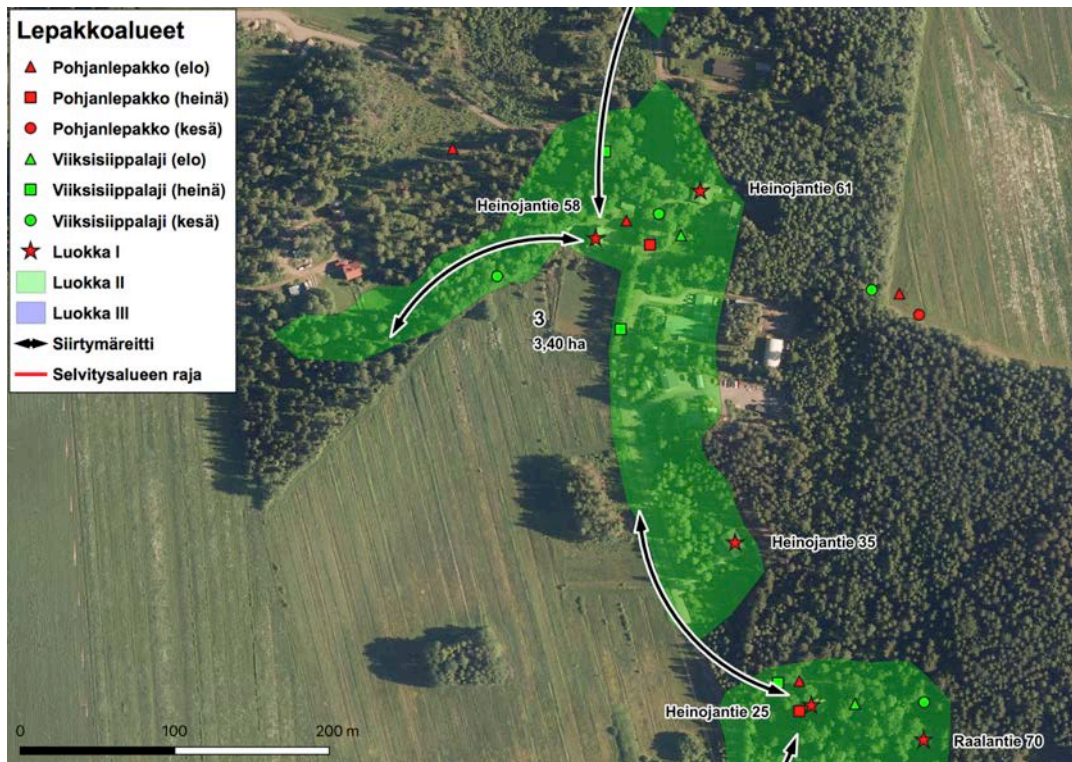 Lepakkoalueet
Pohjanlepakko (elo)
Pohjanlepakko (heinä)
Pohjanlepakko (kesä)
Viiksisiippalaji (elo)
Viiksisiippalaji (heinä)
Viiksisiippalaji (kesä)
Luokka I
Luokka II
Luokka III
Siirtymäreitti
Selvitysalueen raja
Heinojantie 61
Heinojantie 58
3
3,40 ha
Heinojantie 35
Heinojantie 25
Raalantie 70
0 100 200 m